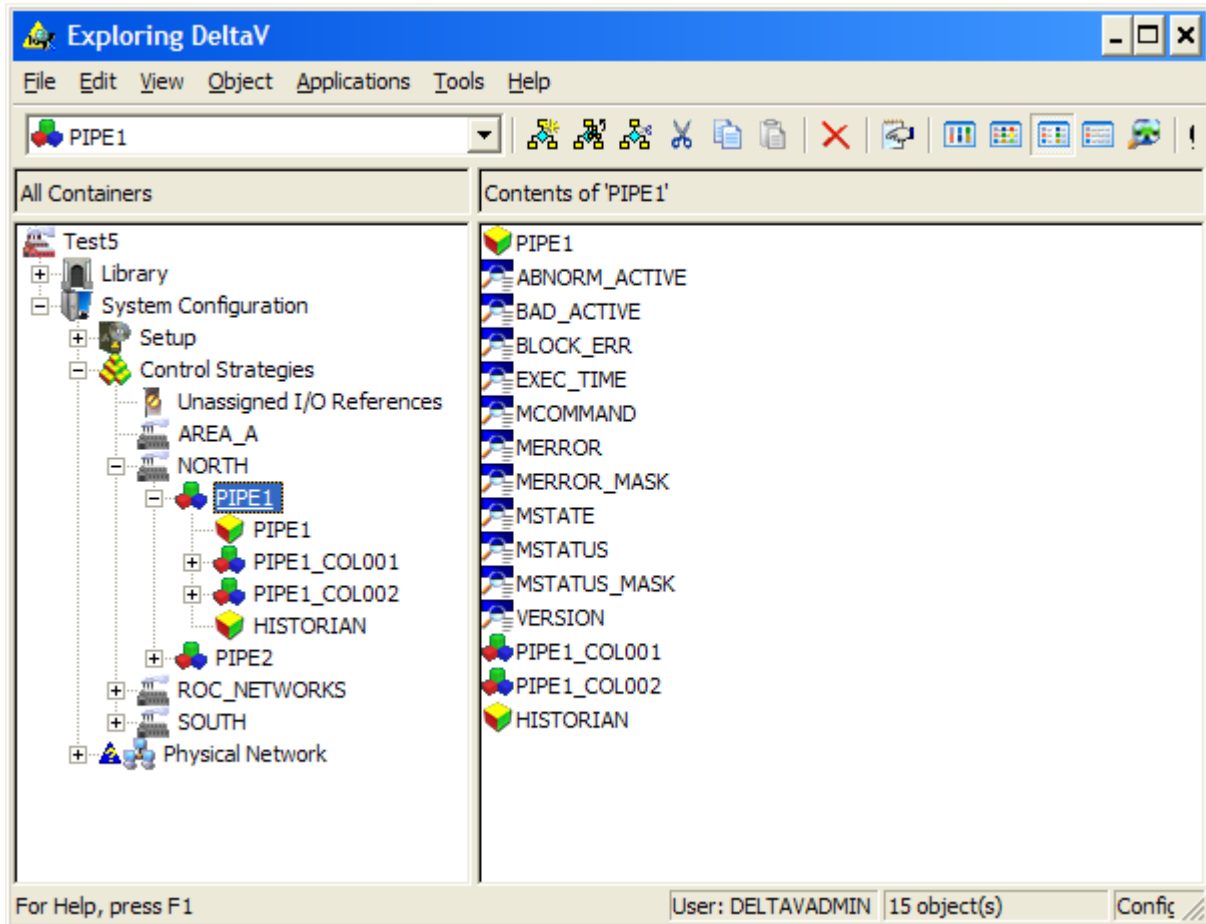 Exploring DeltaV
File Edit View Object Applications Tools Help
PIPE1
All Containers
Contents of 'PIPE1'
Test5
Library
System Configuration
Setup
Control Strategies
Unassigned I/O References
AREA_A
NORTH
PIPE1
PIPE1
PIPE1_COL001
PIPE1_COL002
HISTORIAN
PIPE2
ROC_NETWORKS
SOUTH
Physical Network
PIPE1
ABNORM_ACTIVE
BAD_ACTIVE
BLOCK_ERR
EXEC_TIME
MCOMMAND
MERROR
MERROR_MASK
MSTATE
MSTATUS
MSTATUS_MASK
VERSION
PIPE1_COL001
PIPE1_COL002
HISTORIAN
For Help, press F1
User: DELTAVADMIN
15 object(s)
Config